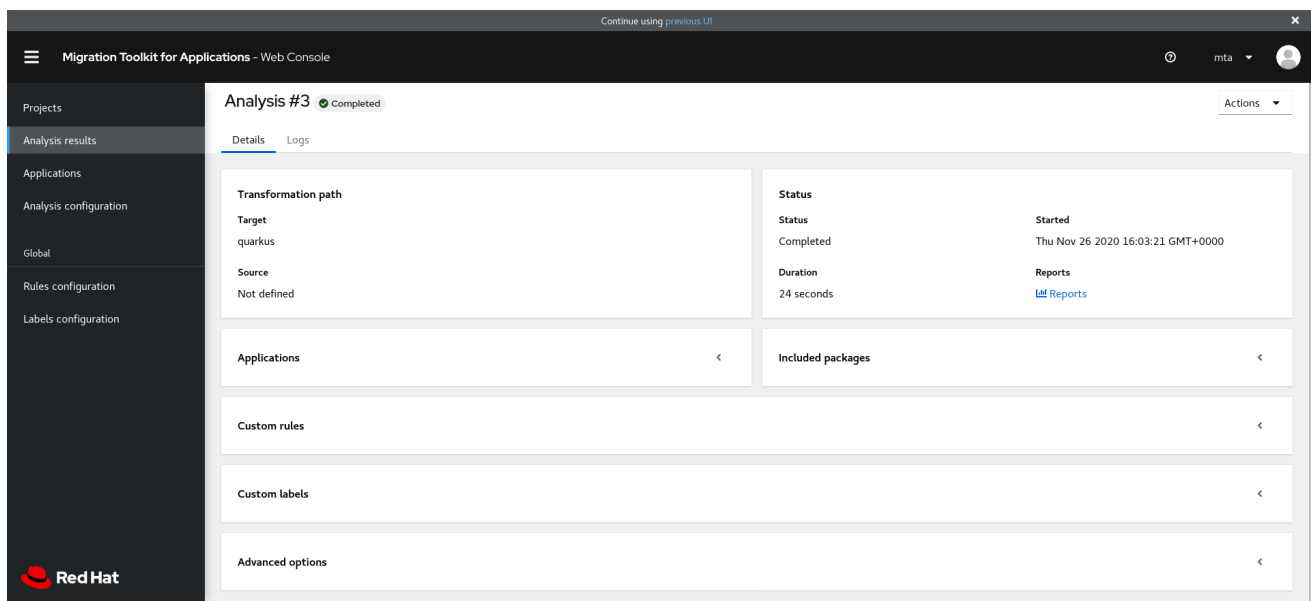 Continue using previous UI
Migration Toolkit for Applications - Web Console
mta
Projects
Analysis results
Applications
Analysis configuration
Global
Rules configuration
Labels configuration
Red Hat
Analysis #3 Completed
Actions
Details Logs
Transformation path
Target
quarkus
Source
Not defined
Status
Status Started
Completed Thu Nov 26 2020 16:03:21 GMT+0000
Duration Reports
24 seconds Reports
Applications
Included packages
Custom rules
Custom labels
Advanced options